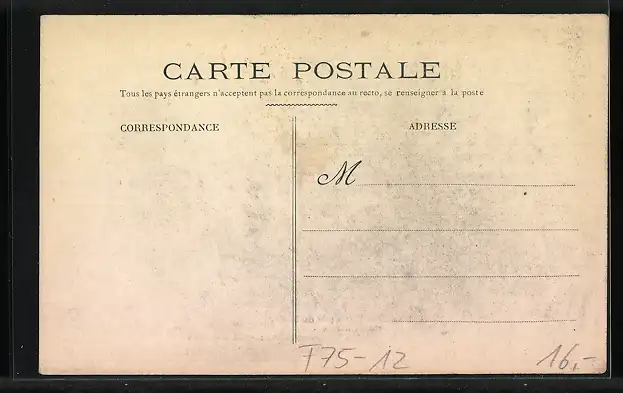 CARTE POSTALE
Tous les pays étrangers n'acceptent pas la correspondance au recto, se renseigner à la poste
CORRESPONDANCE
ADRESSE
M
T75-12
16,-